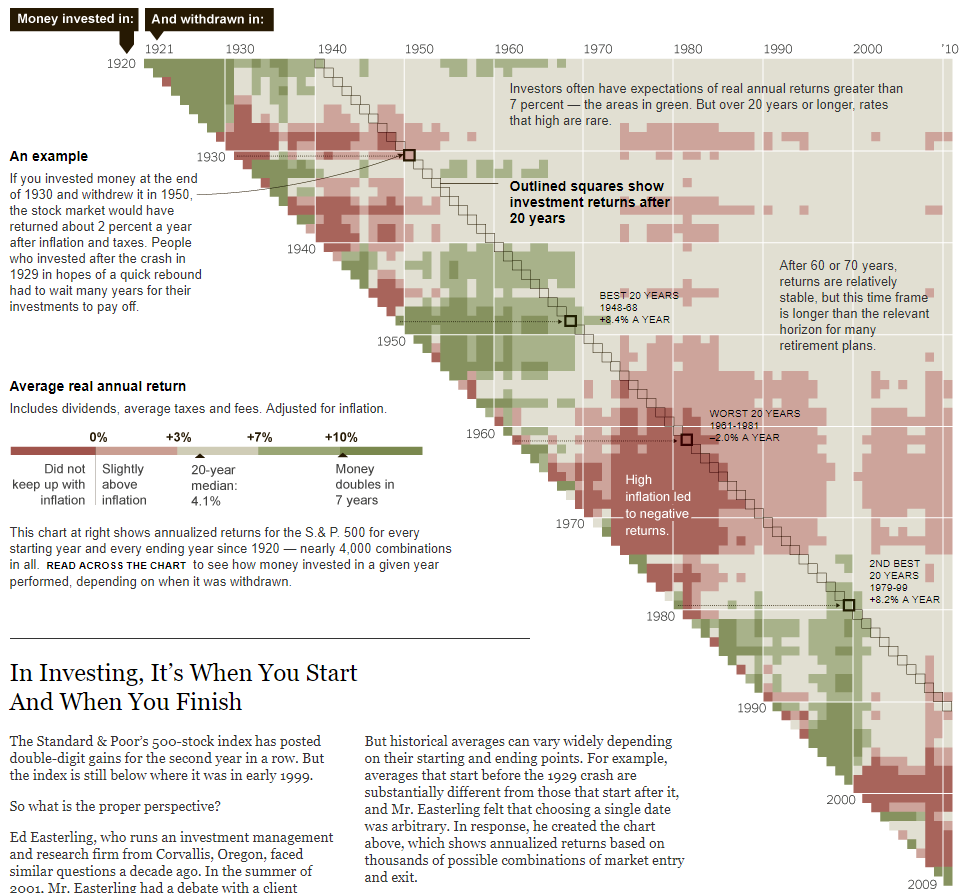 Money invested in:
And withdrawn in:
1921
1930
1940
1950
1960
1970
1980
1990
2000
'10
1920
Investors often have expectations of real annual returns greater than
7 percent — the areas in green. But over 20 years or longer, rates
that high are rare.
An example
1930
If you invested money at the end
of 1930 and withdrew it in 1950,
the stock market would have
returned about 2 percent a year
after inflation and taxes. People
who invested after the crash in
1929 in hopes of a quick rebound
had to wait many years for their
investments to pay off.
Outlined squares show
investment returns after
20 years
1940
After 60 or 70 years,
returns are relatively
stable, but this time frame
is longer than the relevant
horizon for many
retirement plans.
BEST 20 YEARS
1948-68
+8.4% A YEAR
1950
Average real annual return
Includes dividends, average taxes and fees. Adjusted for inflation.
0%
+3%
+7%
+10%
Did not
keep up with
inflation
Slightly
above
inflation
20-year
median:
4.1%
Money
doubles in
7 years
WORST 20 YEARS
1961-1981
–2.0% A YEAR
1960
High
inflation led
to negative
returns.
1970
This chart at right shows annualized returns for the S.& P. 500 for every
starting year and every ending year since 1920 — nearly 4,000 combinations
in all. READ ACROSS THE CHART to see how money invested in a given year
performed, depending on when it was withdrawn.
2ND BEST
20 YEARS
1979-99
+8.2% A YEAR
1980
In Investing, It's When You Start
And When You Finish
1990
The Standard & Poor's 500-stock index has posted
double-digit gains for the second year in a row. But
the index is still below where it was in early 1999.
So what is the proper perspective?
Ed Easterling, who runs an investment management
and research firm from Corvallis, Oregon, faced
similar questions a decade ago. In the summer of
2001, Mr. Easterling had a debate with a client
But historical averages can vary widely depending
on their starting and ending points. For example,
averages that start before the 1929 crash are
substantially different from those that start after it,
and Mr. Easterling felt that choosing a single date
was arbitrary. In response, he created the chart
above, which shows annualized returns based on
thousands of possible combinations of market entry
and exit.
2000
2009